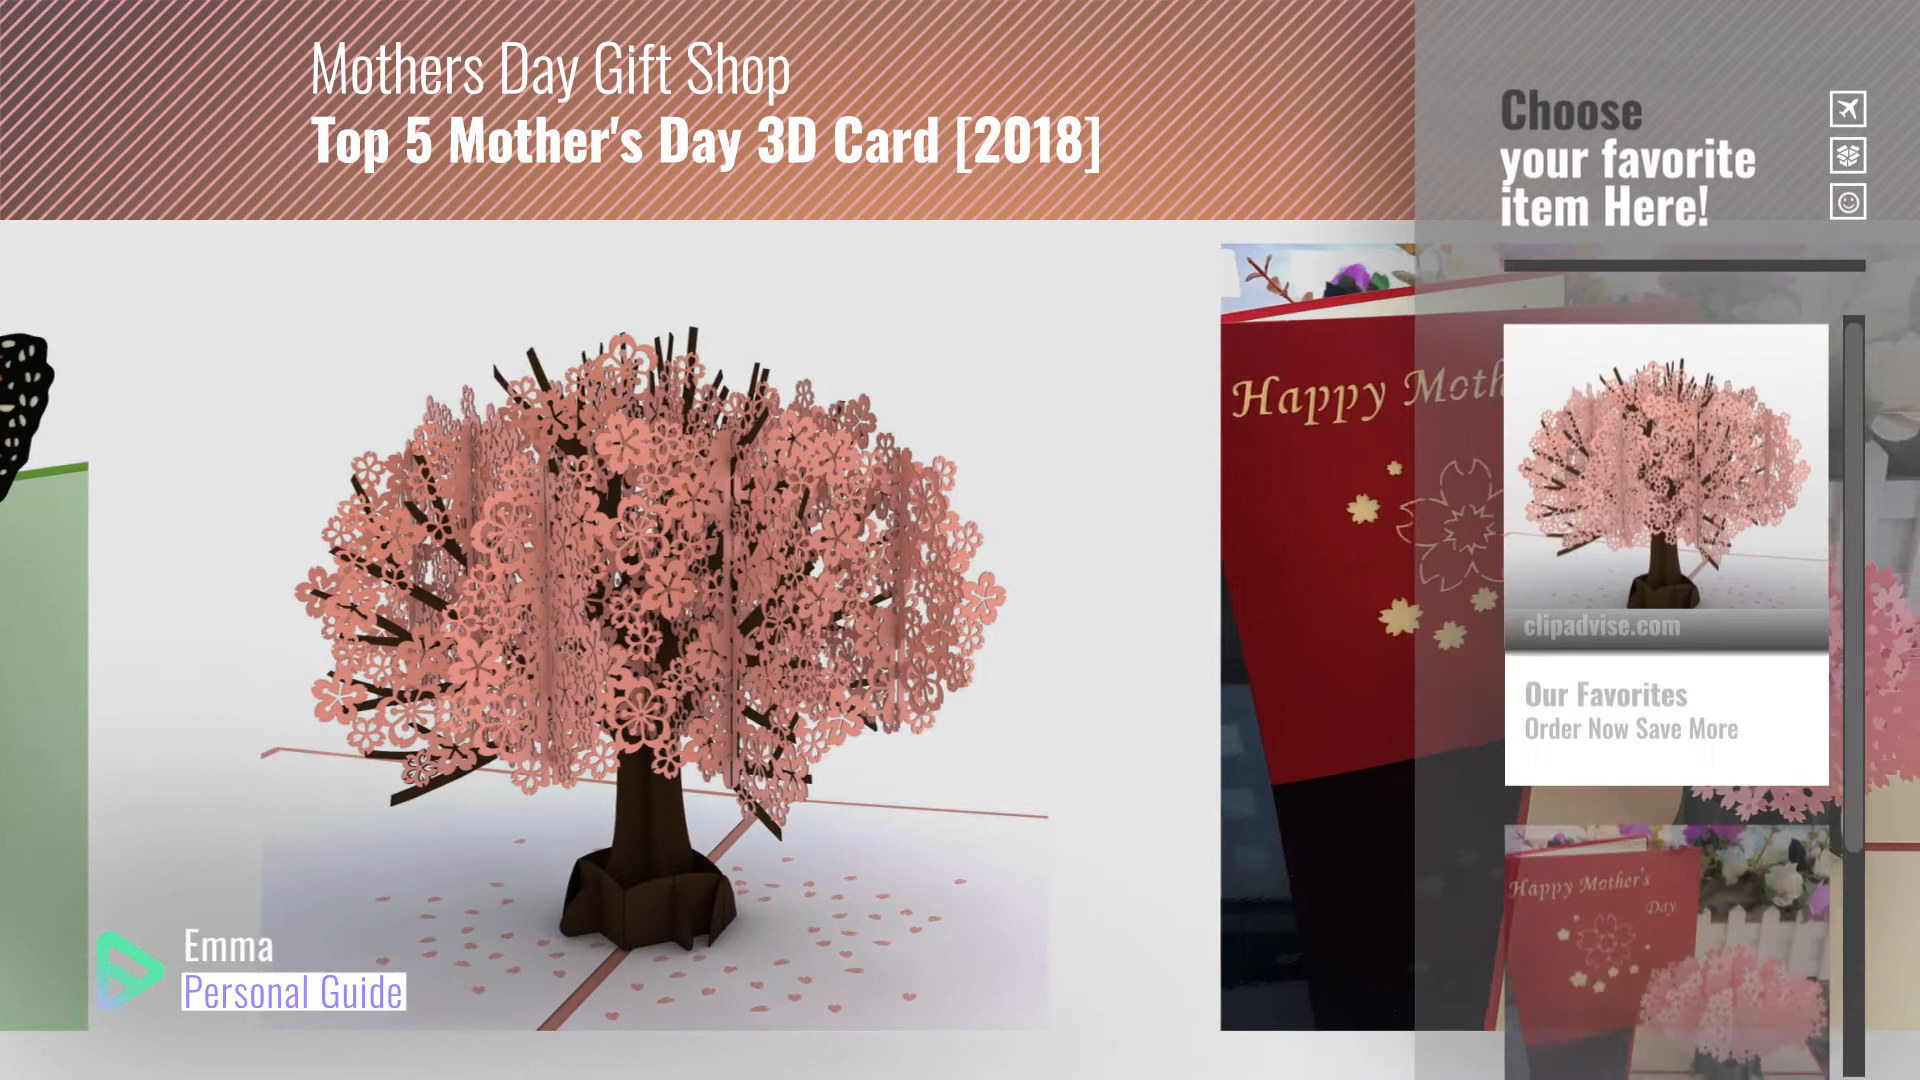 Mothers Day Gift Shop
Top 5 Mother's Day 3D Card [2018]
Choose
your favorite
item Here!
Happy Moth
clipadvise.com
Our Favorites
Order Now Save More
Happy Mother's
Day
Emma
Personal Guide